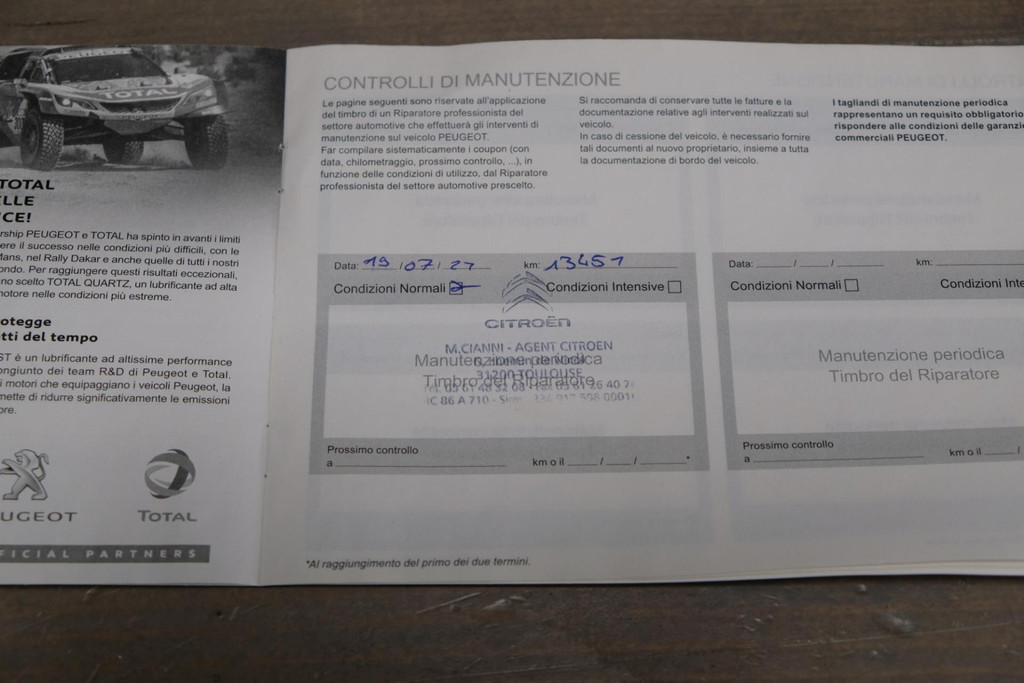 TOTAL
TOTAL
LLE
CE!
rship PEUGEOT e TOTAL ha spinto in avanti i limiti
ere il successo nelle condizioni più difficili, con le
Mans, nel Rally Dakar e anche quelle di tutti i nostri
ondo. Per raggiungere questi risultati eccezionali,
no scelto TOTAL QUARTZ, un lubrificante ad alta
motore nelle condizioni più estreme.
otegge
tti del tempo
ST è un lubrificante ad altissime performance
ongiunto dei team R&D di Peugeot e Total.
i motori che equipaggiano i veicoli Peugeot, la
mette di ridurre significativamente le emissioni
ore.
UGEOT
TOTAL
FICIAL PARTNERS
CONTROLLI DI MANUTENZIONE
Le pagine seguenti sono riservate all'applicazione
del timbro di un Riparatore professionista del
settore automotive che effettuerà gli interventi di
manutenzione sul veicolo PEUGEOT.
Far compilare sistematicamente i coupon (con
data, chilometraggio, prossimo controllo, ...), in
funzione delle condizioni di utilizzo, dal Riparatore
professionista del settore automotive prescelto.
Si raccomanda di conservare tutte le fatture e la
documentazione relative agli interventi realizzati sul
veicolo.
In caso di cessione del veicolo, è necessario fornire
tali documenti al nuovo proprietario, insieme a tutta
la documentazione di bordo del veicolo.
I tagliandi di manutenzione periodica
rappresentano un requisito obbligatorio
rispondere alle condizioni delle garanzie
commerciali PEUGEOT.
Data: 19 / 07 / 21 km: 13451
Condizioni Normali Condizioni Intensive
CITROËN
M.CIANNI - AGENT CITROEN
Manutenzione periodica
31200 TOULOUSE
Timbro del Riparatore
Prossimo controllo
a km o il / / *
Data: / / km:
Condizioni Normali Condizioni Inte
Manutenzione periodica
Timbro del Riparatore
Prossimo controllo
a km o il /
*Al raggiungimento del primo dei due termini.